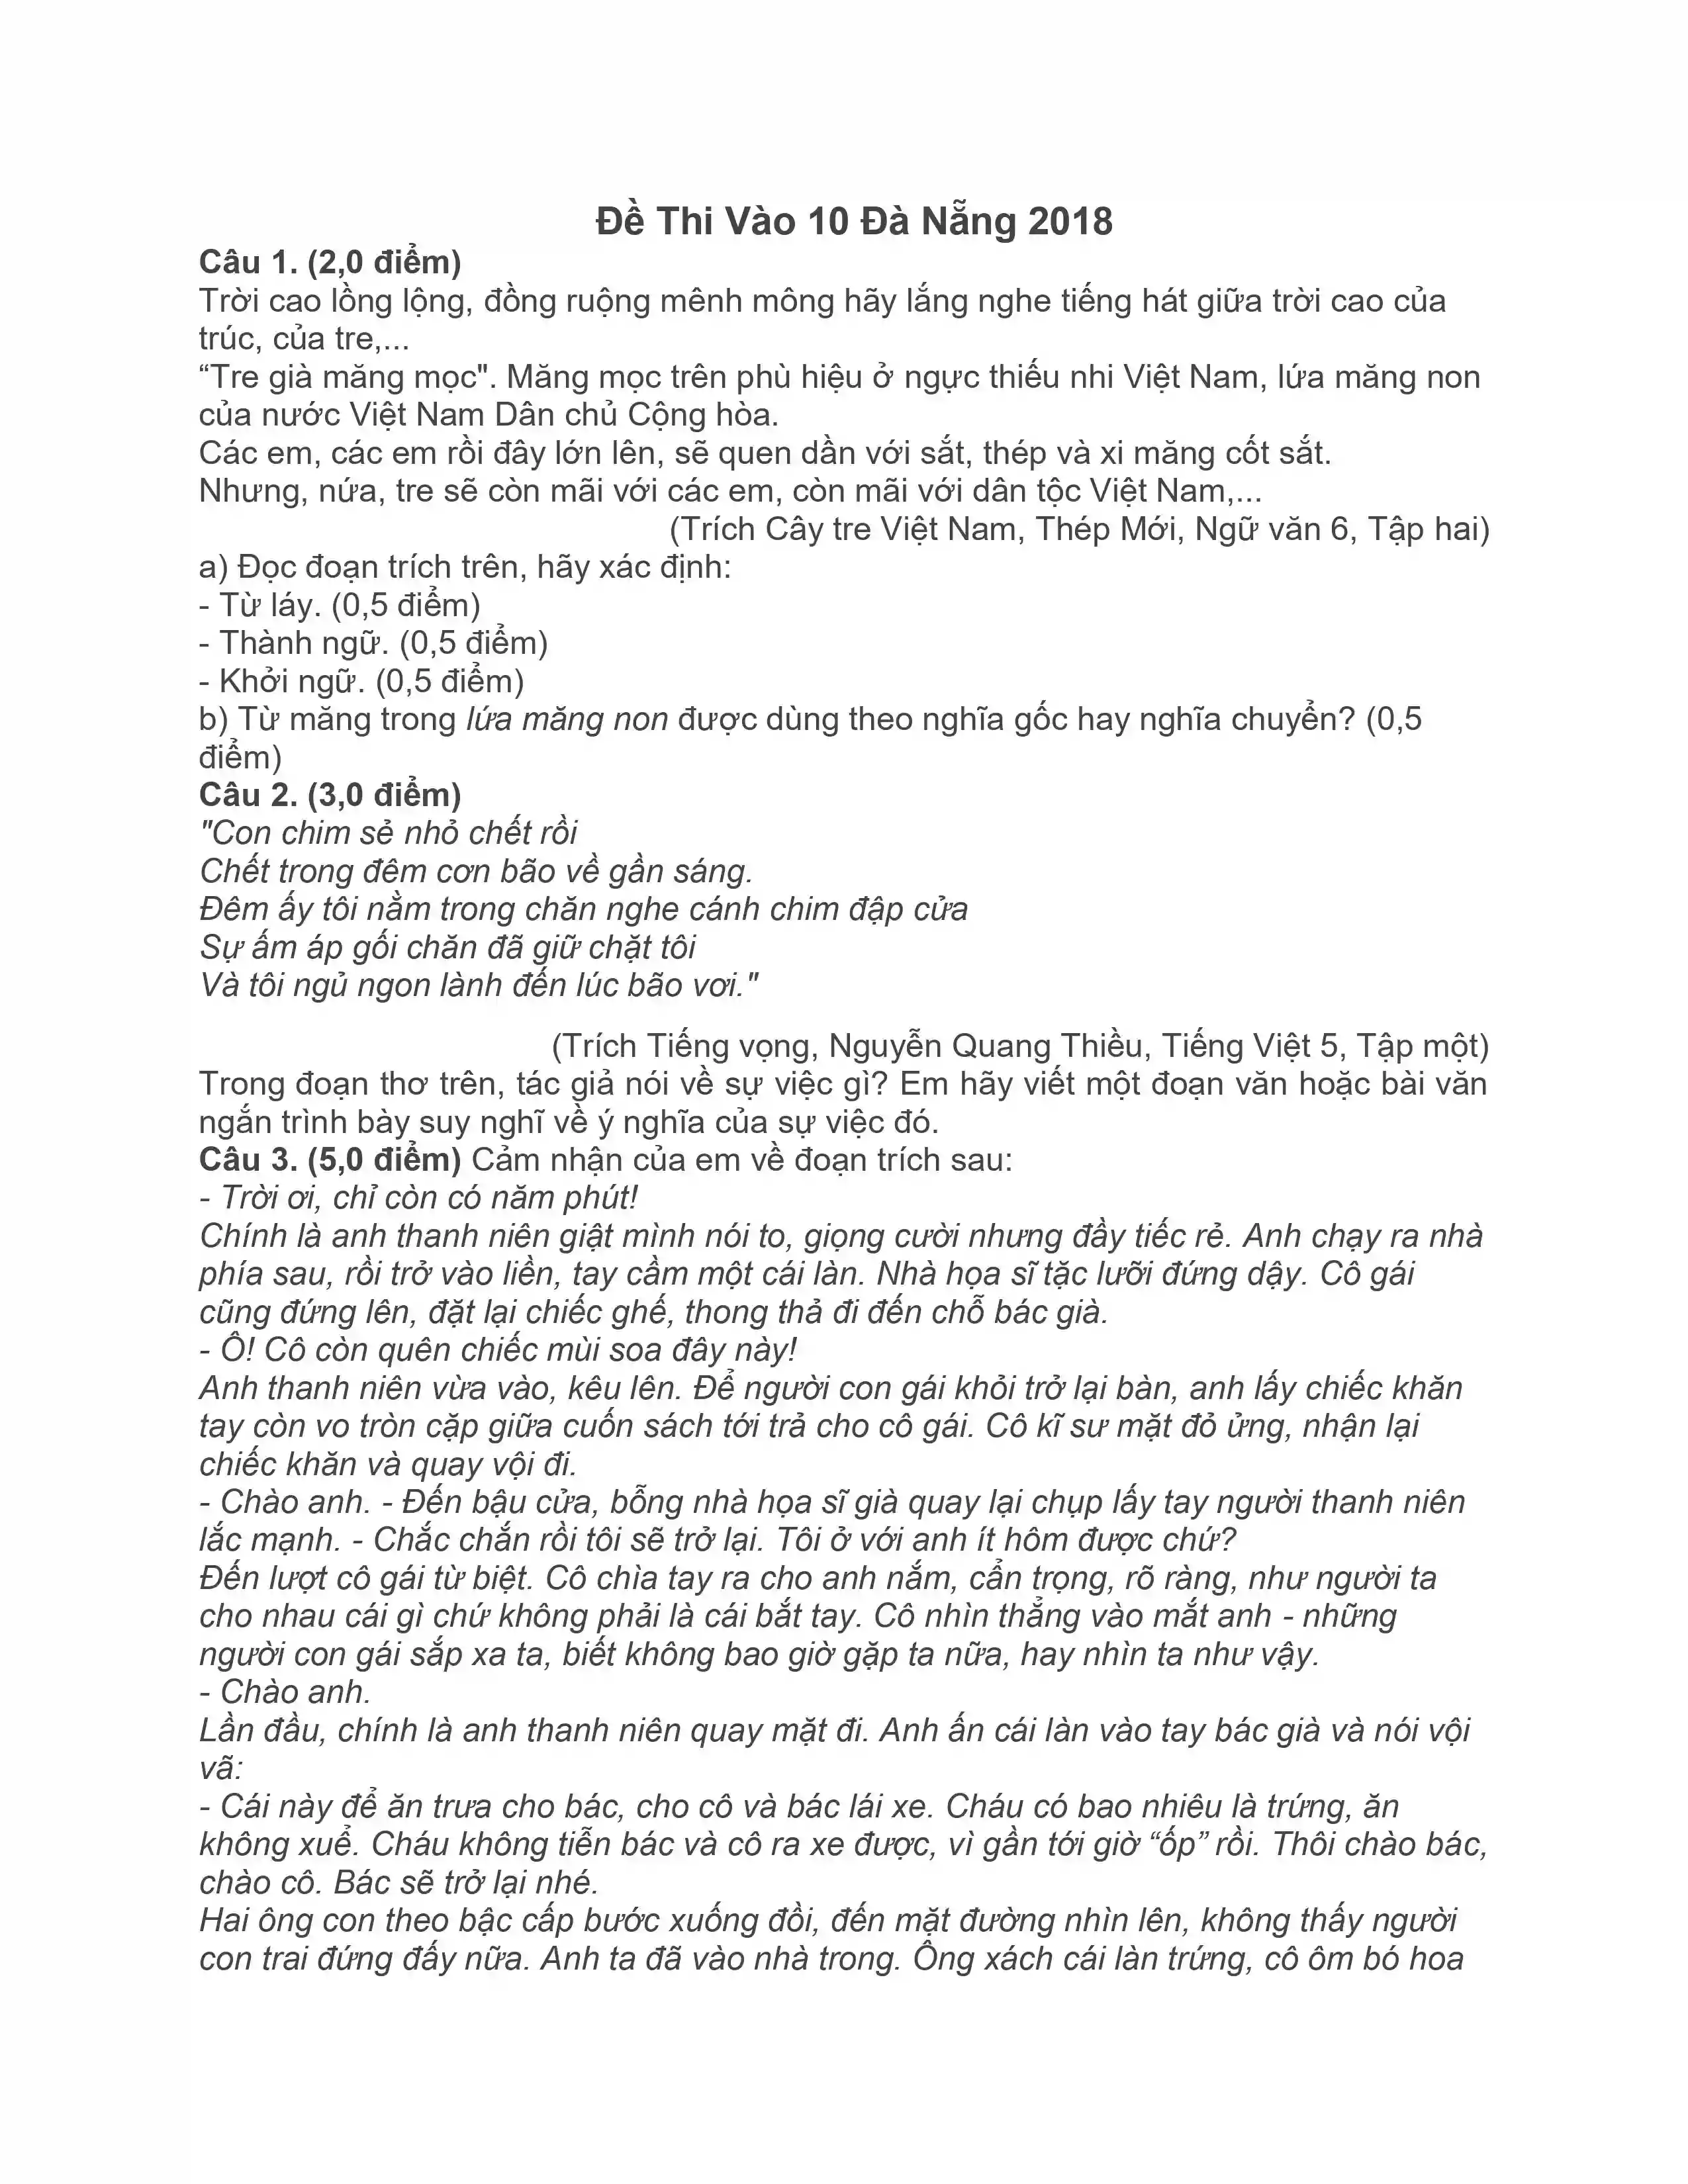 Đề Thi Vào 10 Đà Nẵng 2018
Câu 1. (2,0 điểm)
Trời cao lồng lộng, đồng ruộng mênh mông hãy lắng nghe tiếng hát giữa trời cao của
trúc, của tre,...
“Tre già măng mọc". Măng mọc trên phù hiệu ở ngực thiếu nhi Việt Nam, lứa măng non
của nước Việt Nam Dân chủ Cộng hòa.
Các em, các em rồi đây lớn lên, sẽ quen dần với sắt, thép và xi măng cốt sắt.
Nhưng, nứa, tre sẽ còn mãi với các em, còn mãi với dân tộc Việt Nam,...
(Trích Cây tre Việt Nam, Thép Mới, Ngữ văn 6, Tập hai)
a) Đọc đoạn trích trên, hãy xác định:
- Từ láy. (0,5 điểm)
- Thành ngữ. (0,5 điểm)
- Khởi ngữ. (0,5 điểm)
b) Từ măng trong lứa măng non được dùng theo nghĩa gốc hay nghĩa chuyển? (0,5
điểm)
Câu 2. (3,0 điểm)
"Con chim sẻ nhỏ chết rồi
Chết trong đêm cơn bão về gần sáng.
Đêm ấy tôi nằm trong chăn nghe cánh chim đập cửa
Sự ấm áp gối chăn đã giữ chặt tôi
Và tôi ngủ ngon lành đến lúc bão vơi."
(Trích Tiếng vọng, Nguyễn Quang Thiều, Tiếng Việt 5, Tập một)
Trong đoạn thơ trên, tác giả nói về sự việc gì? Em hãy viết một đoạn văn hoặc bài văn
ngắn trình bày suy nghĩ về ý nghĩa của sự việc đó.
Câu 3. (5,0 điểm) Cảm nhận của em về đoạn trích sau:
- Trời ơi, chỉ còn có năm phút!
Chính là anh thanh niên giật mình nói to, giọng cười nhưng đầy tiếc rẻ. Anh chạy ra nhà
phía sau, rồi trở vào liền, tay cầm một cái làn. Nhà họa sĩ tặc lưỡi đứng dậy. Cô gái
cũng đứng lên, đặt lại chiếc ghế, thong thả đi đến chỗ bác già.
- Ô! Cô còn quên chiếc mùi soa đây này!
Anh thanh niên vừa vào, kêu lên. Để người con gái khỏi trở lại bàn, anh lấy chiếc khăn
tay còn vo tròn cặp giữa cuốn sách tới trả cho cô gái. Cô kĩ sư mặt đỏ ửng, nhận lại
chiếc khăn và quay vội đi.
- Chào anh. - Đến bậu cửa, bỗng nhà họa sĩ già quay lại chụp lấy tay người thanh niên
lắc mạnh. - Chắc chắn rồi tôi sẽ trở lại. Tôi ở với anh ít hôm được chứ?
Đến lượt cô gái từ biệt. Cô chìa tay ra cho anh nắm, cẩn trọng, rõ ràng, như người ta
cho nhau cái gì chứ không phải là cái bắt tay. Cô nhìn thẳng vào mắt anh - những
người con gái sắp xa ta, biết không bao giờ gặp ta nữa, hay nhìn ta như vậy.
- Chào anh.
Lần đầu, chính là anh thanh niên quay mặt đi. Anh ấn cái làn vào tay bác già và nói vội
vã:
- Cái này để ăn trưa cho bác, cho cô và bác lái xe. Cháu có bao nhiêu là trứng, ăn
không xuể. Cháu không tiễn bác và cô ra xe được, vì gần tới giờ “ốp” rồi. Thôi chào bác,
chào cô. Bác sẽ trở lại nhé.
Hai ông con theo bậc cấp bước xuống đồi, đến mặt đường nhìn lên, không thấy người
con trai đứng đấy nữa. Anh ta đã vào nhà trong. Ông xách cái làn trứng, cô ôm bó hoa